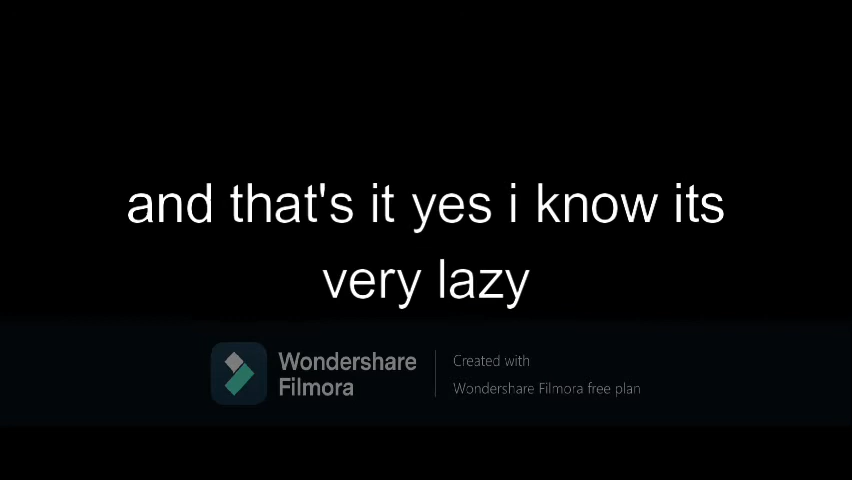 and that's it yes i know its
very lazy
Wondershare
Filmora
Created with
Wondershare Filmora free plan